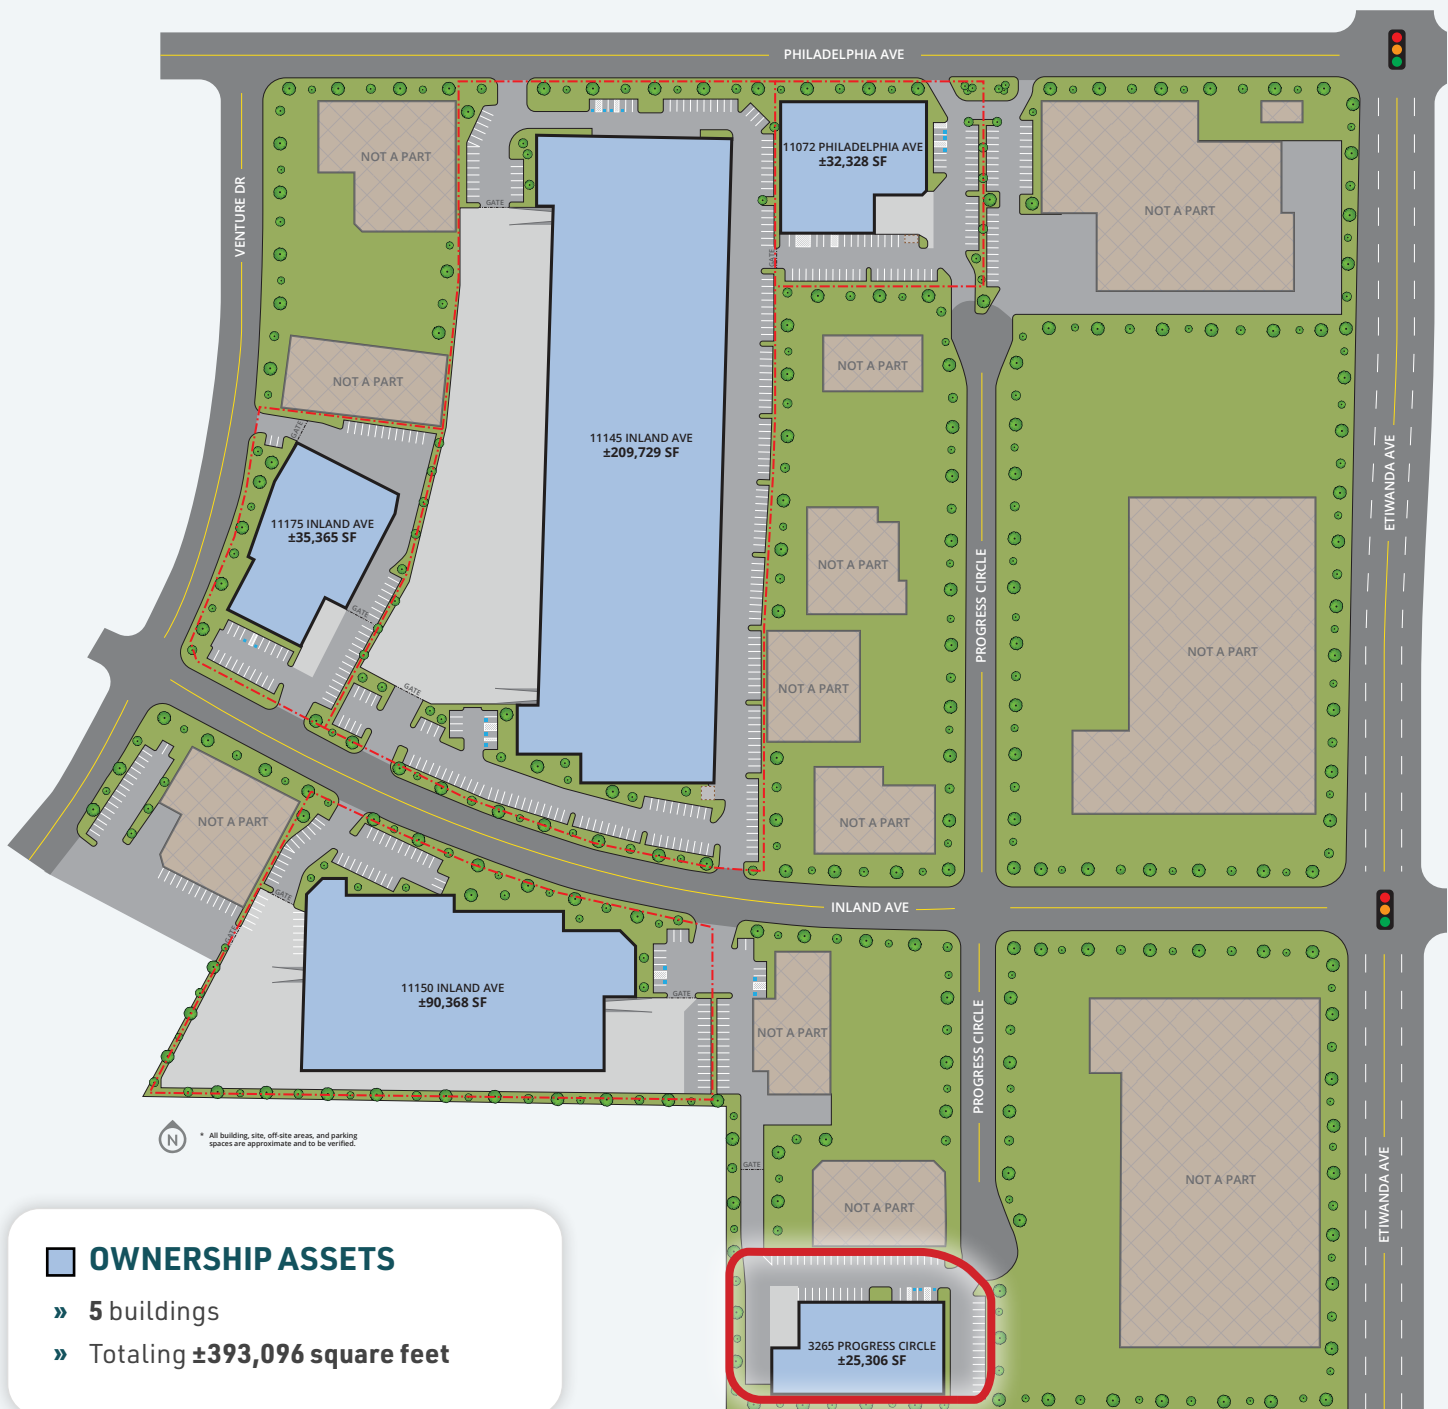 PHILADELPHIA AVE
NOT A PART
11072 PHILADELPHIA AVE
±32,328 SF
VENTURE DR
GATE
NOT A PART
GATE
NOT A PART
NOT A PART
GATE
11145 INLAND AVE
±209,729 SF
ETIWANDA AVE
11175 INLAND AVE
±35,365 SF
NOT A PART
PROGRESS CIRCLE
GATE
NOT A PART
GATE
NOT A PART
NOT A PART
NOT A PART
GATE
INLAND AVE
GATE
11150 INLAND AVE
±90,368 SF
GATE
NOT A PART
PROGRESS CIRCLE
N
* All building, site, off-site areas, and parking
spaces are approximate and to be verified.
GATE
NOT A PART
NOT A PART
ETIWANDA AVE
OWNERSHIP ASSETS
» 5 buildings
» Totaling ±393,096 square feet
3265 PROGRESS CIRCLE
±25,306 SF